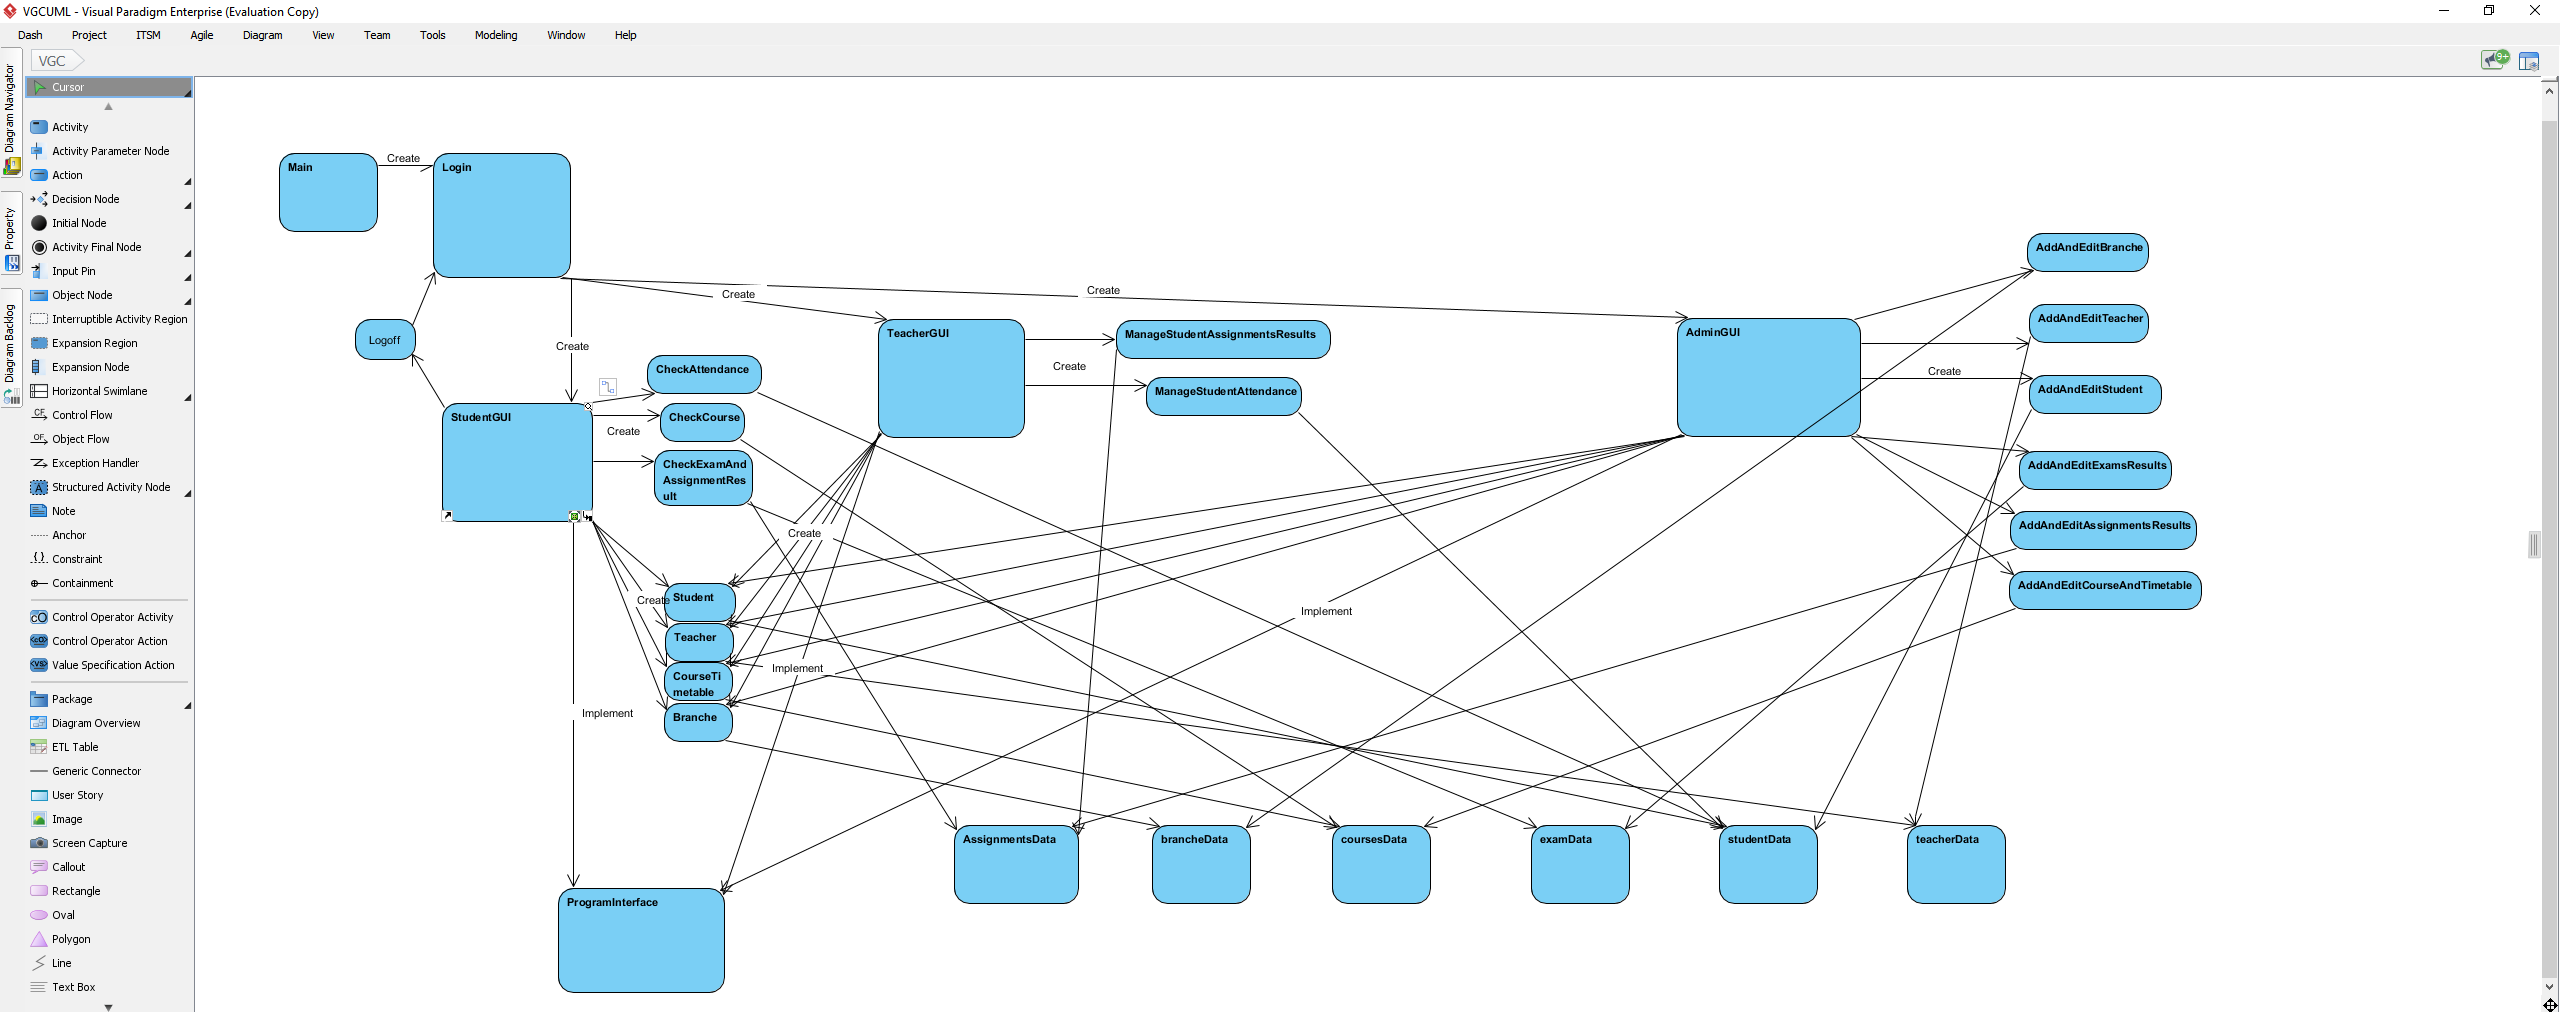 VGCUML - Visual Paradigm Enterprise (Evaluation Copy)
Dash Project ITSM Agile Diagram View Team Tools Modeling Window Help
VGC
9+
Diagram Navigator
Property
Diagram Backlog
Cursor
Activity
Activity Parameter Node
Action
Decision Node
Initial Node
Activity Final Node
Input Pin
Object Node
Interruptible Activity Region
Expansion Region
Expansion Node
Horizontal Swimlane
Control Flow
Object Flow
Exception Handler
Structured Activity Node
Note
Anchor
Constraint
Containment
Control Operator Activity
Control Operator Action
Value Specification Action
Package
Diagram Overview
ETL Table
Generic Connector
User Story
Image
Screen Capture
Callout
Rectangle
Oval
Polygon
Line
Text Box
Main
Create
Login
Logoff
Create
Create
Create
StudentGUI
CheckAttendance
CheckCourse
Create
CheckExamAnd
AssignmentRes
ult
TeacherGUI
ManageStudentAssignmentsResults
Create
ManageStudentAttendance
AdminGUI
AddAndEditBranche
AddAndEditTeacher
Create
AddAndEditStudent
AddAndEditExamsResults
AddAndEditAssignmentsResults
AddAndEditCourseAndTimetable
Create
Create
Student
Teacher
CourseTi
metable
Branche
Implement
Implement
Implement
ProgramInterface
AssignmentsData
brancheData
coursesData
examData
studentData
teacherData